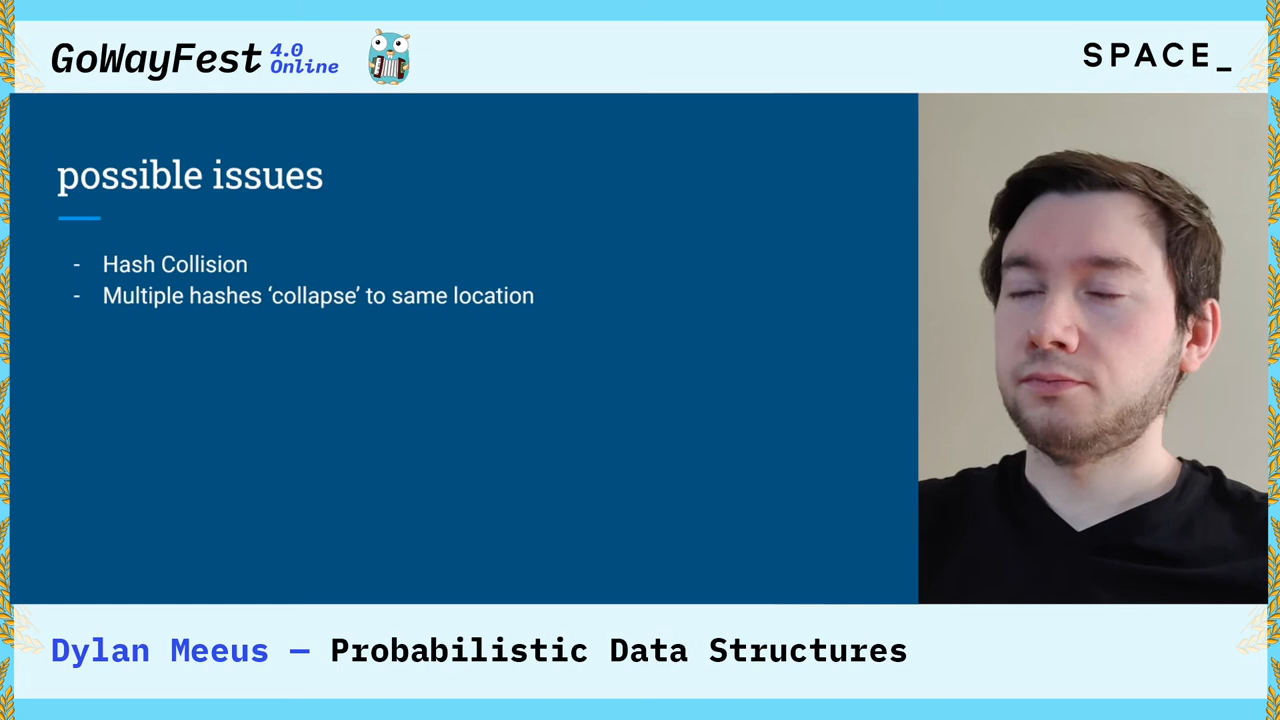 GoWayFest 4.0
Online
SPACE_
possible issues
- Hash Collision
- Multiple hashes ‘collapse’ to same location
Dylan Meeus — Probabilistic Data Structures